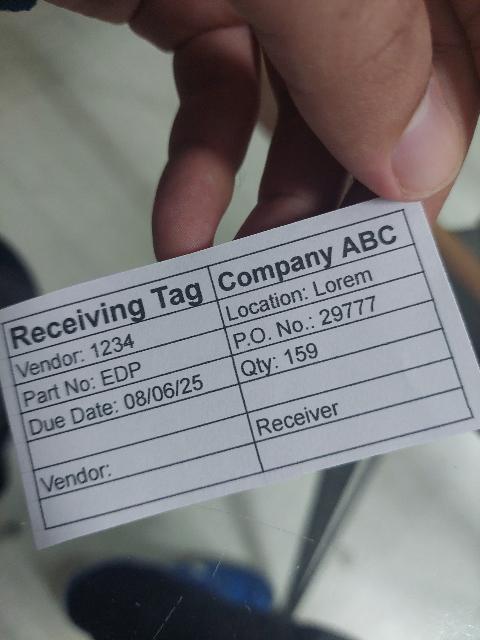 Receiving Tag Company ABC
Vendor: 1234 Location: Lorem
Part No: EDP P.O. No.: 29777
Due Date: 08/06/25 Qty: 159
Vendor: Receiver